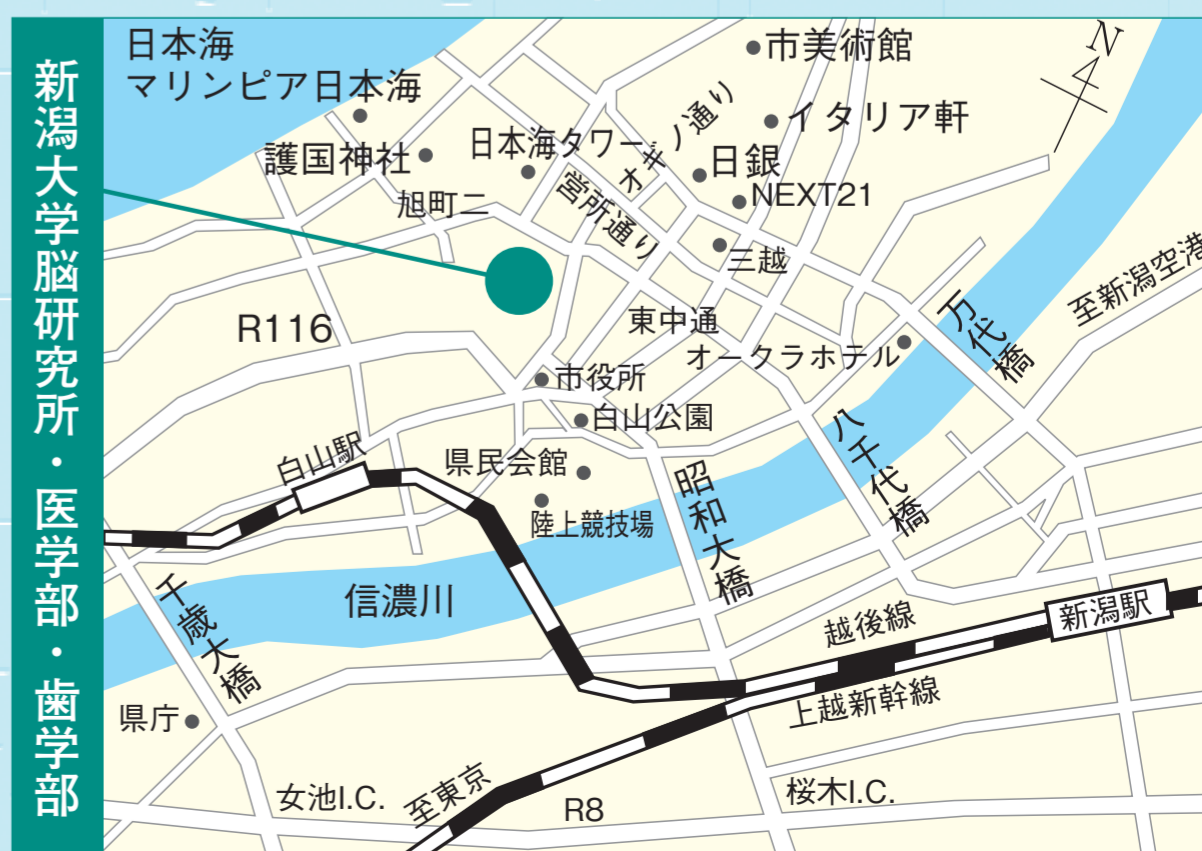 新潟大学脳研究所・医学部・歯学部
日本海
マリンピア日本海
市美術館
N
イタリア軒
オギノ通り
日本海タワー
護国神社
日銀
NEXT21
旭町二
営所通り
三越
至新潟空港
R116
東中通
万代橋
オークラホテル
市役所
白山公園
八千代橋
白山駅
県民会館
昭和大橋
陸上競技場
信濃川
千歳大橋
新潟駅
越後線
上越新幹線
県庁
女池I.C.
至東京
R8
桜木I.C.